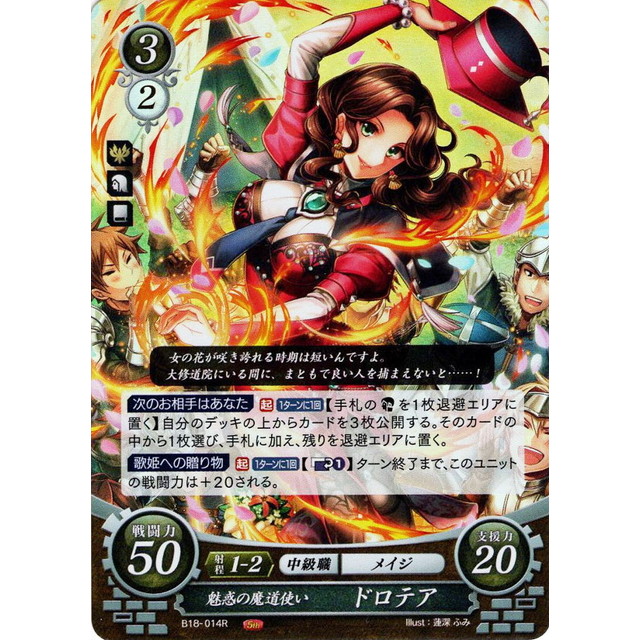 3
2
女の花が咲き誇れる時期は短いんですよ。
大修道院にいる間に、まともで良い人を捕まえないと……！
次のお相手はあなた 起 1ターンに1回【手札の を1枚退避エリアに
置く】自分のデッキの上からカードを3枚公開する。そのカードの
中から1枚選び、手札に加え、残りを退避エリアに置く。
歌姫への贈り物 起 1ターンに1回【 1】ターン終了まで、このユニット
の戦闘力は＋20される。
戦闘力
50
射程 1-2 中級職 メイジ
支援力
20
魅惑の魔道使い ドロテア
B18-014R Illust：蓮深 ふみ